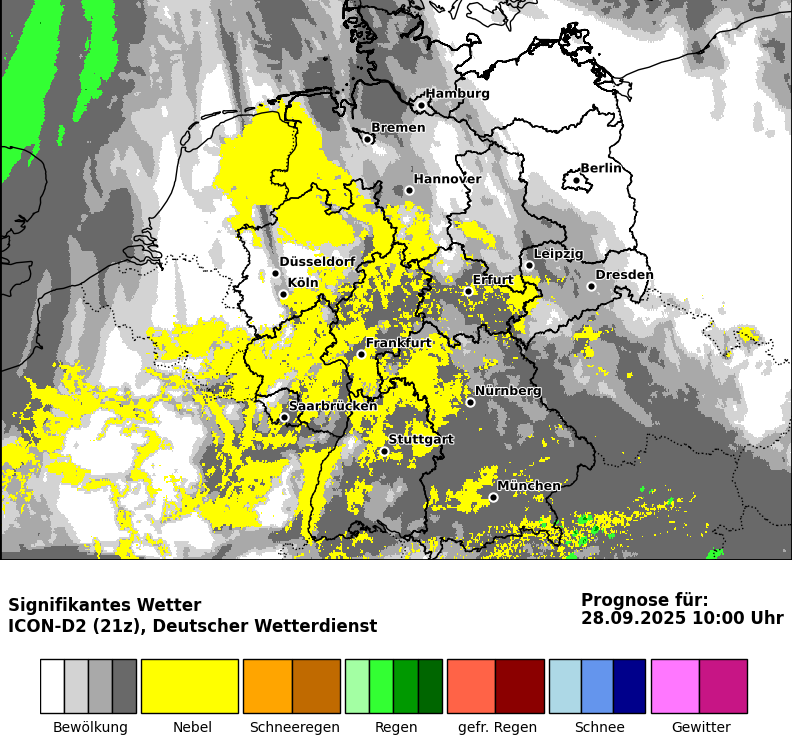 Hamburg
Bremen
Berlin
Hannover
Leipzig
Düsseldorf
Dresden
Köln
Erfurt
Frankfurt
Nürnberg
Saarbrücken
Stuttgart
München
Signifikantes Wetter
ICON-D2 (21z), Deutscher Wetterdienst
Prognose für:
28.09.2025 10:00 Uhr
Bewölkung Nebel Schneeregen Regen gefr. Regen Schnee Gewitter